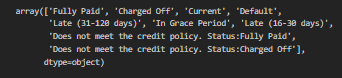 array(['Fully Paid', 'Charged Off', 'Current', 'Default',
'Late (31-120 days)', 'In Grace Period', 'Late (16-30 days)',
'Does not meet the credit policy. Status:Fully Paid',
'Does not meet the credit policy. Status:Charged Off'],
dtype=object)